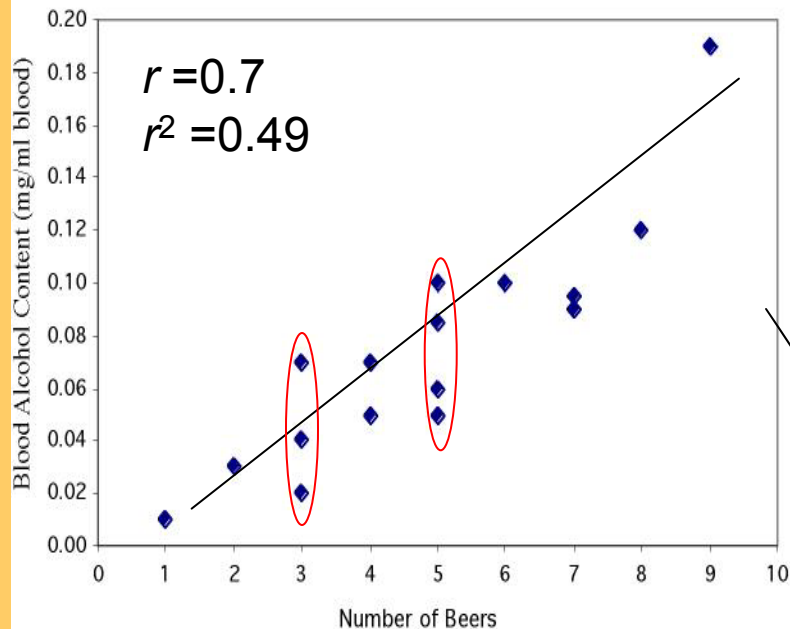 r =0.7
r² =0.49
Blood Alcohol Content (mg/ml blood)
0.20
0.18
0.16
0.14
0.12
0.10
0.08
0.06
0.04
0.02
0.00
0 1 2 3 4 5 6 7 8 9 10
Number of Beers